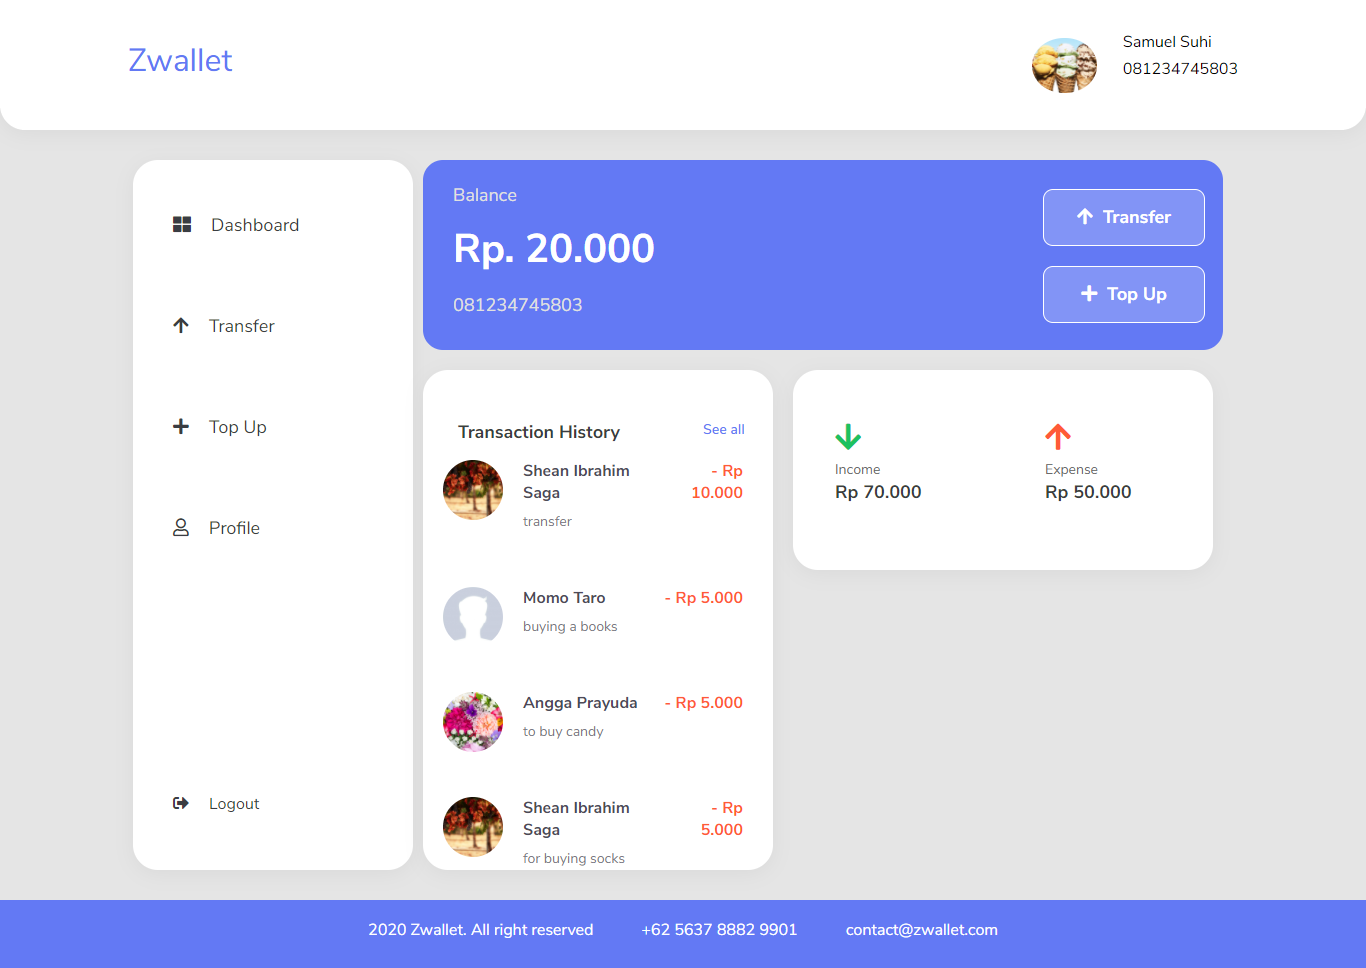 Zwallet
Samuel Suhi
081234745803
Dashboard
Transfer
Top Up
Profile
Logout
Balance
Rp. 20.000
081234745803
Transfer
Top Up
Transaction History
See all
Shean Ibrahim
Saga
- Rp
10.000
transfer
Momo Taro
- Rp 5.000
buying a books
Angga Prayuda
- Rp 5.000
to buy candy
Shean Ibrahim
Saga
- Rp
5.000
for buying socks
Income
Rp 70.000
Expense
Rp 50.000
2020 Zwallet. All right reserved
+62 5637 8882 9901
contact@zwallet.com